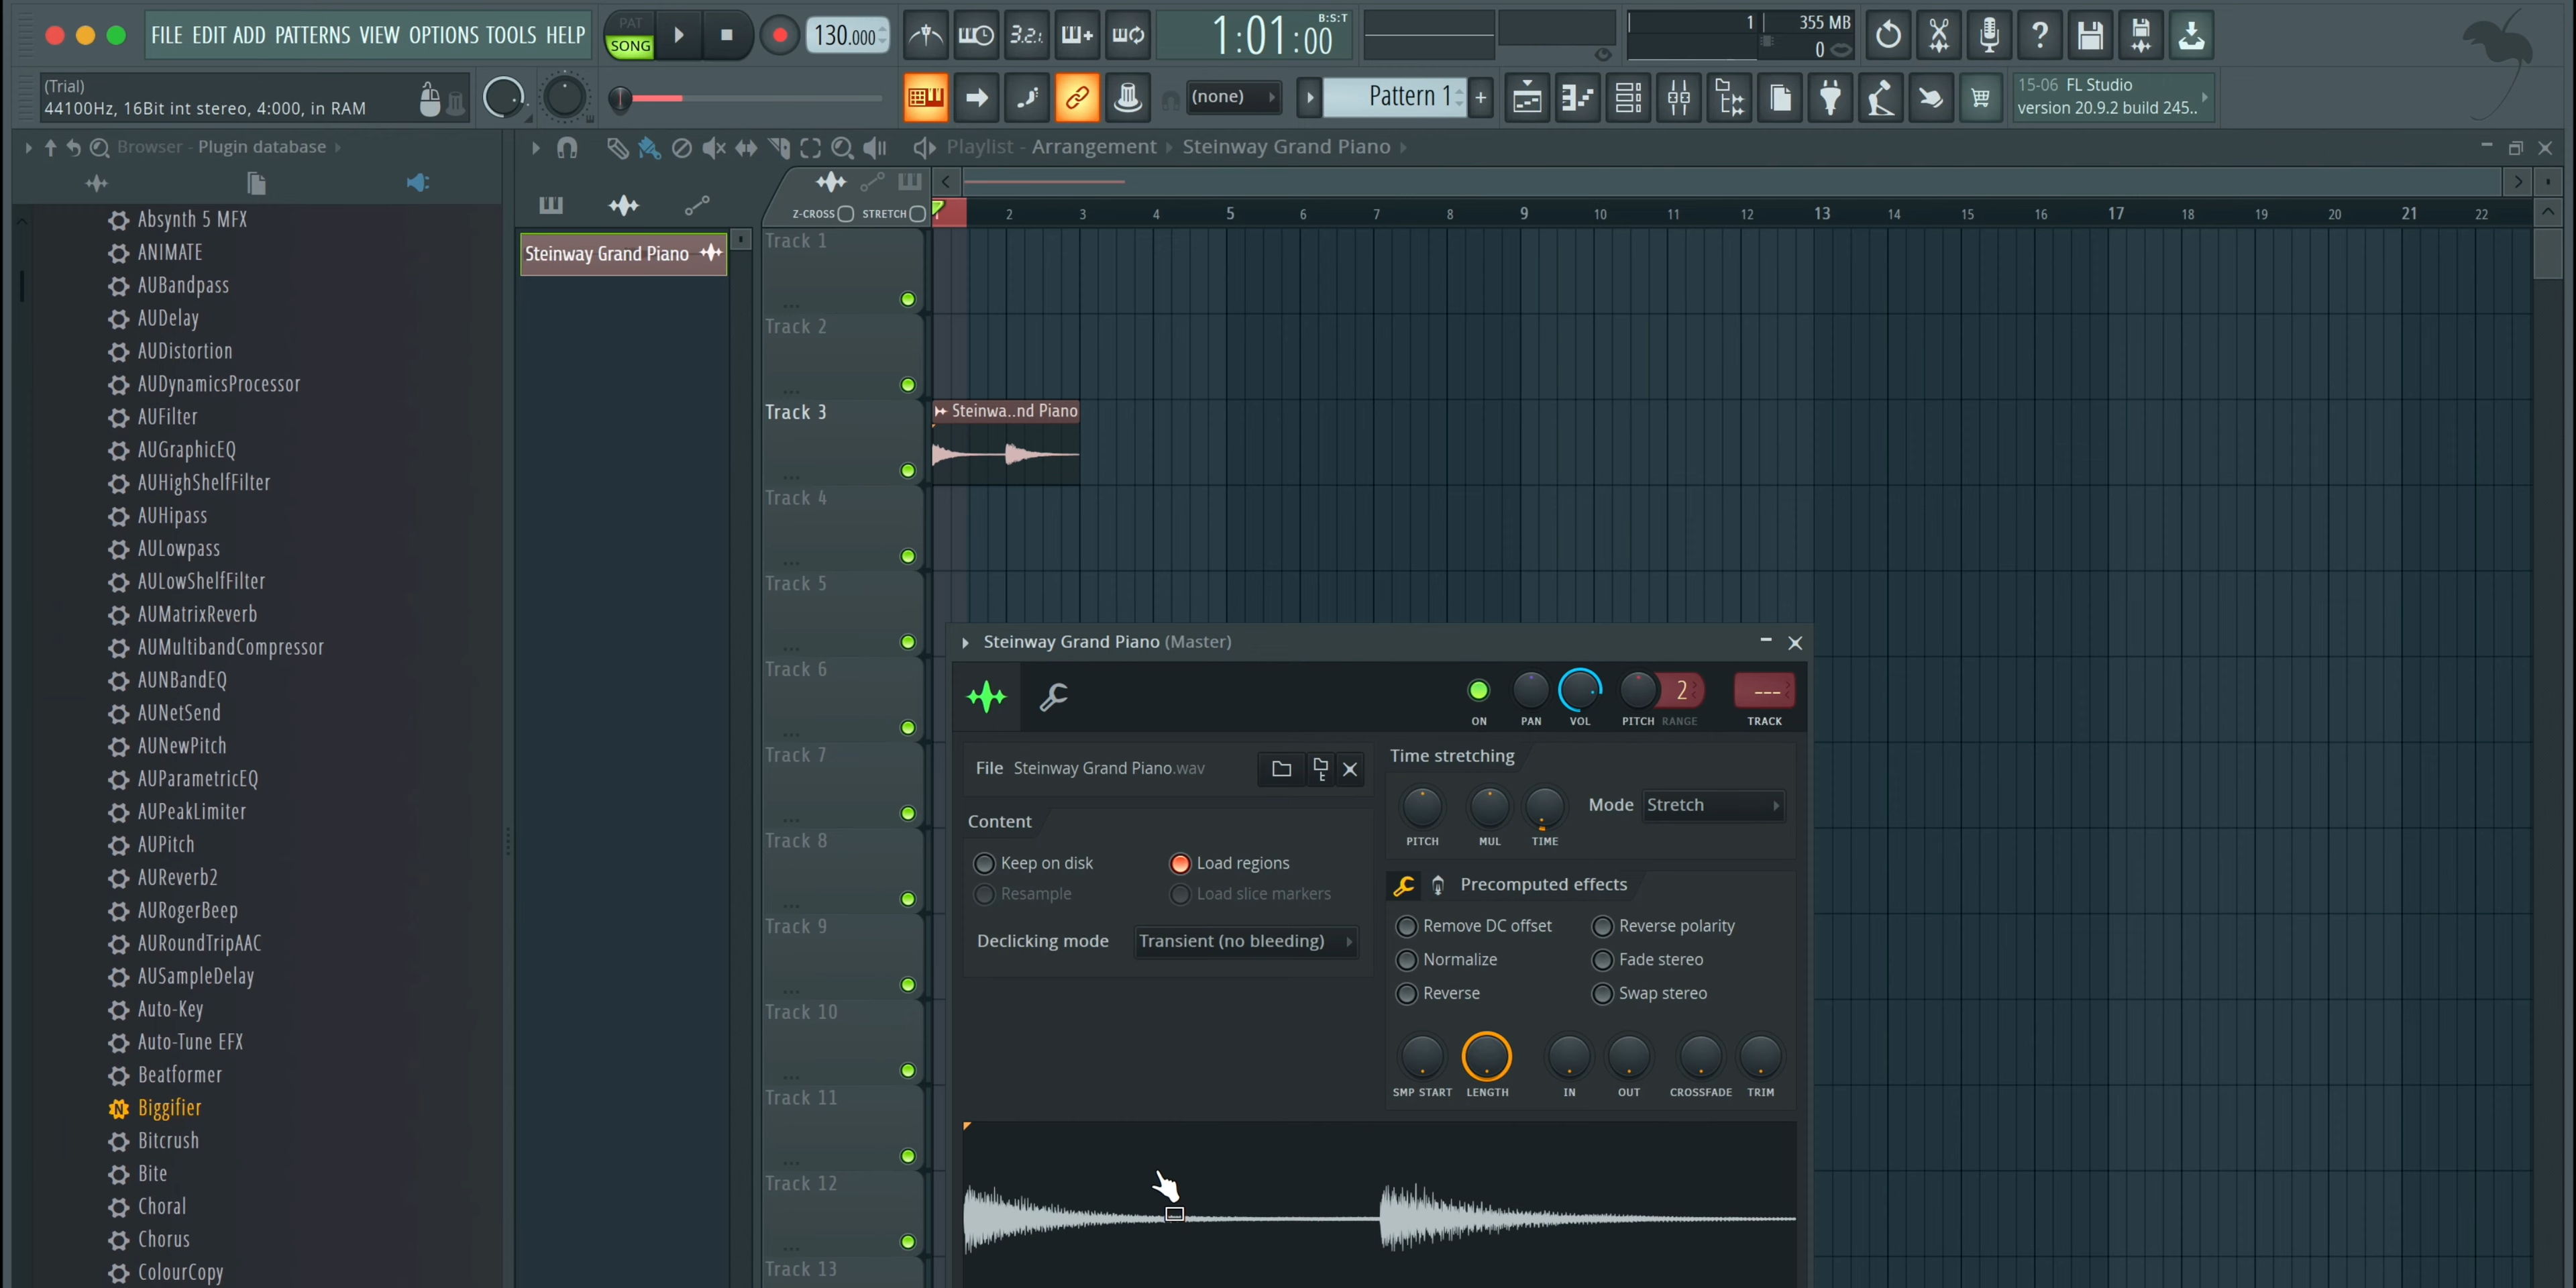 FILE EDIT ADD PATTERNS VIEW OPTIONS TOOLS HELP
PAT
SONG
130.000
3.2.1
1:01:00
B:S:T
1
355 MB
0
(Trial)
44100Hz, 16Bit int stereo, 4:000, in RAM
(none)
Pattern 1
+
15-06 FL Studio
version 20.9.2 build 245..
Browser - Plugin database
Playlist - Arrangement Steinway Grand Piano
Z-CROSS STRETCH
2 3 4 5 6 7 8 9 10 11 12 13 14 15 16 17 18 19 20 21 22
Absynth 5 MFX
ANIMATE
AUBandpass
AUDelay
AUDistortion
AUDynamicsProcessor
AUFilter
AUGraphicEQ
AUHighShelfFilter
AUHipass
AULowpass
AULowShelfFilter
AUMatrixReverb
AUMultibandCompressor
AUNBandEQ
AUNetSend
AUNewPitch
AUParametricEQ
AUPeakLimiter
AUPitch
AUReverb2
AURogerBeep
AURoundTripAAC
AUSampleDelay
Auto-Key
Auto-Tune EFX
Beatformer
N Biggifier
Bitcrush
Bite
Choral
Chorus
ColourCopy
Steinway Grand Piano
Track 1
...
Track 2
...
Track 3
...
Track 4
...
Track 5
...
Track 6
...
Track 7
...
Track 8
...
Track 9
...
Track 10
...
Track 11
...
Track 12
...
Track 13
Steinwa..nd Piano
Steinway Grand Piano (Master)
2
---
ON PAN VOL PITCH RANGE TRACK
File Steinway Grand Piano.wav
Content
Keep on disk
Load regions
Resample
Load slice markers
Declicking mode Transient (no bleeding)
Time stretching
PITCH MUL TIME
Mode Stretch
Precomputed effects
Remove DC offset
Reverse polarity
Normalize
Fade stereo
Reverse
Swap stereo
SMP START LENGTH IN OUT CROSSFADE TRIM